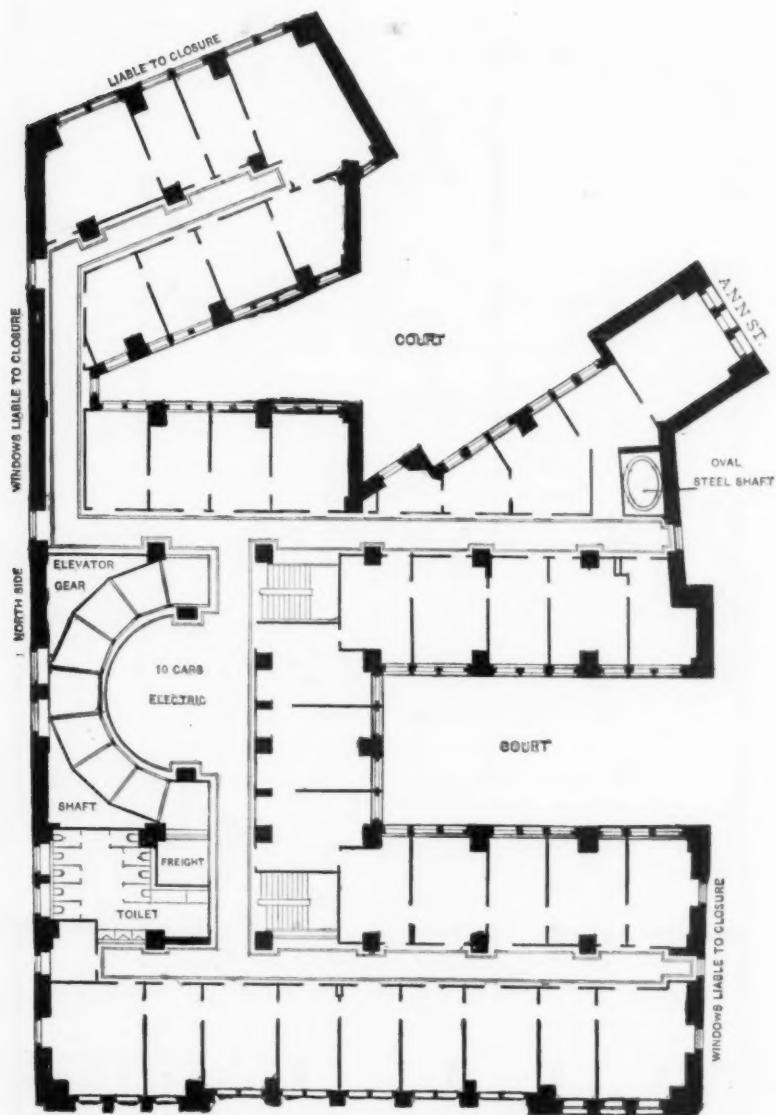 LIABLE TO CLOSURE
ANN ST.
COURT
WINDOWS LIABLE TO CLOSURE
OVAL
STEEL SHAFT
ELEVATOR
GEAR
NORTH SIDE
10 CARS
ELECTRIC
COURT
SHAFT
FREIGHT
TOILET
WINDOWS LIABLE TO CLOSURE